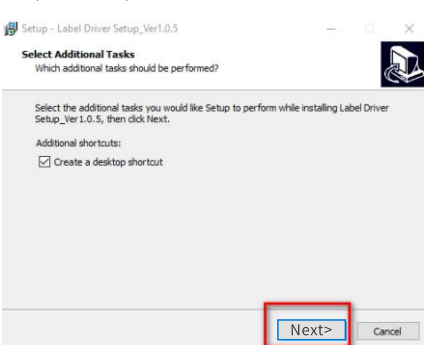 Setup - Label Driver Setup_Ver1.0.5
Select Additional Tasks
Which additional tasks should be performed?
Select the additional tasks you would like Setup to perform while installing Label Driver
Setup_Ver1.0.5, then click Next.
Additional shortcuts:
Create a desktop shortcut
Next>
Cancel